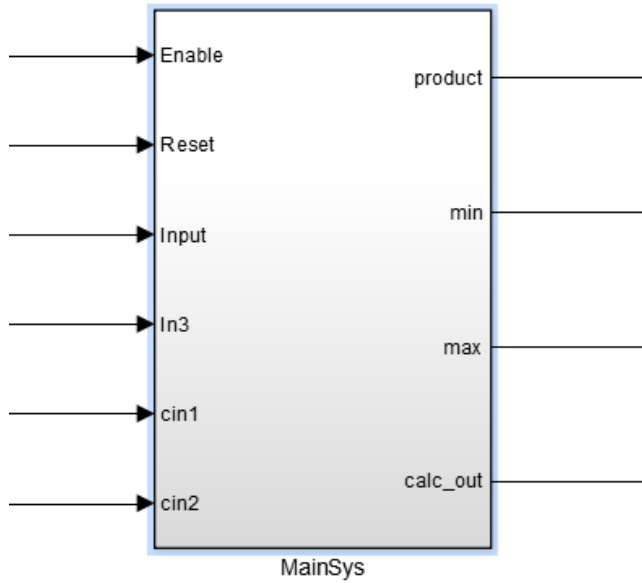 Enable
product
Reset
min
Input
In3
max
cin1
calc_out
cin2
MainSys